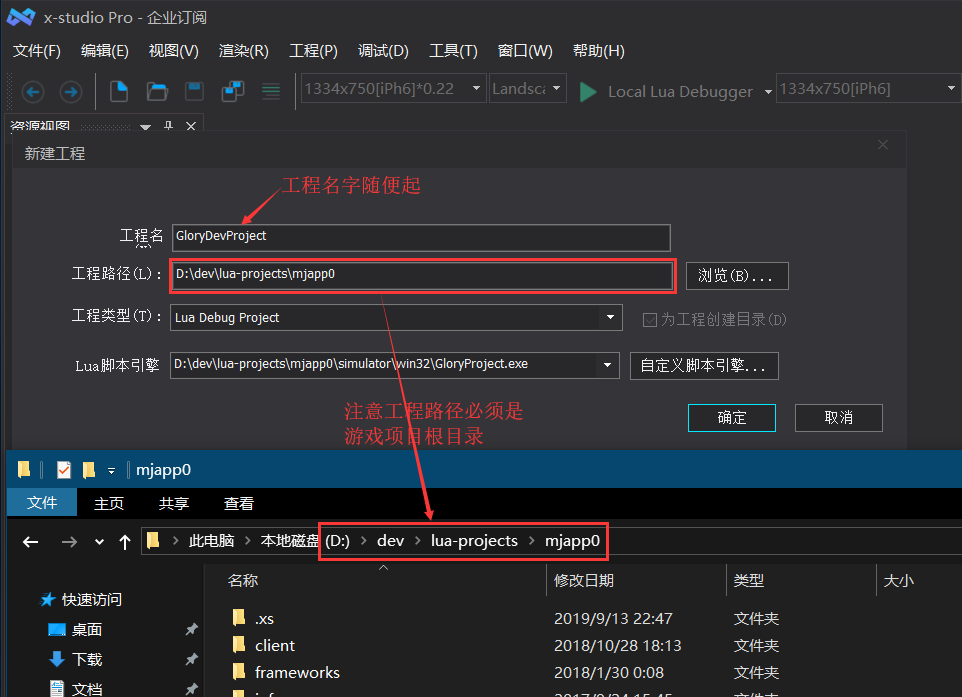 x-studio Pro - 企业订阅
文件(F) 编辑(E) 视图(V) 渲染(R) 工程(P) 调试(D) 工具(T) 窗口(W) 帮助(H)
1334x750[iPh6]*0.22 Landsca Local Lua Debugger 1334x750[iPh6]
资源视图
新建工程
工程名字随便起
工程名 GloryDevProject
工程路径(L): D:\dev\lua-projects\mjapp0 浏览(B)...
工程类型(T): Lua Debug Project 为工程创建目录(D)
Lua脚本引擎 D:\dev\lua-projects\mjapp0\simulator\win32\GloryProject.exe 自定义脚本引擎...
注意工程路径必须是
游戏项目根目录
确定 取消
mjapp0
文件 主页 共享 查看
此电脑 本地磁盘 (D:) dev lua-projects mjapp0
名称 修改日期 类型 大小
快速访问
.xs 2019/9/13 22:47 文件夹
桌面
client 2018/10/28 18:13 文件夹
下载
frameworks 2018/1/30 0:08 文件夹
文档